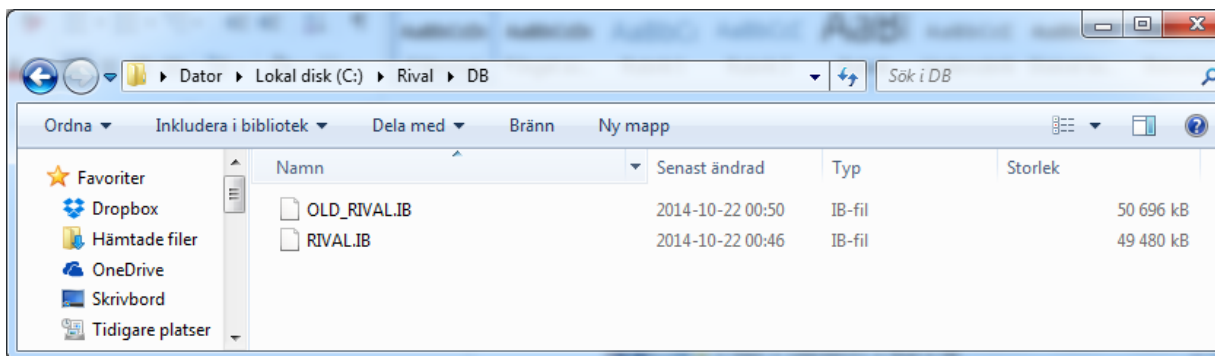 Dator Lokal disk (C:) Rival DB Sök i DB
Ordna Inkludera i bibliotek Dela med Bränn Ny mapp
Favoriter
Dropbox
Hämtade filer
OneDrive
Skrivbord
Tidigare platser
Namn Senast ändrad Typ Storlek
OLD_RIVAL.IB 2014-10-22 00:50 IB-fil 50 696 kB
RIVAL.IB 2014-10-22 00:46 IB-fil 49 480 kB